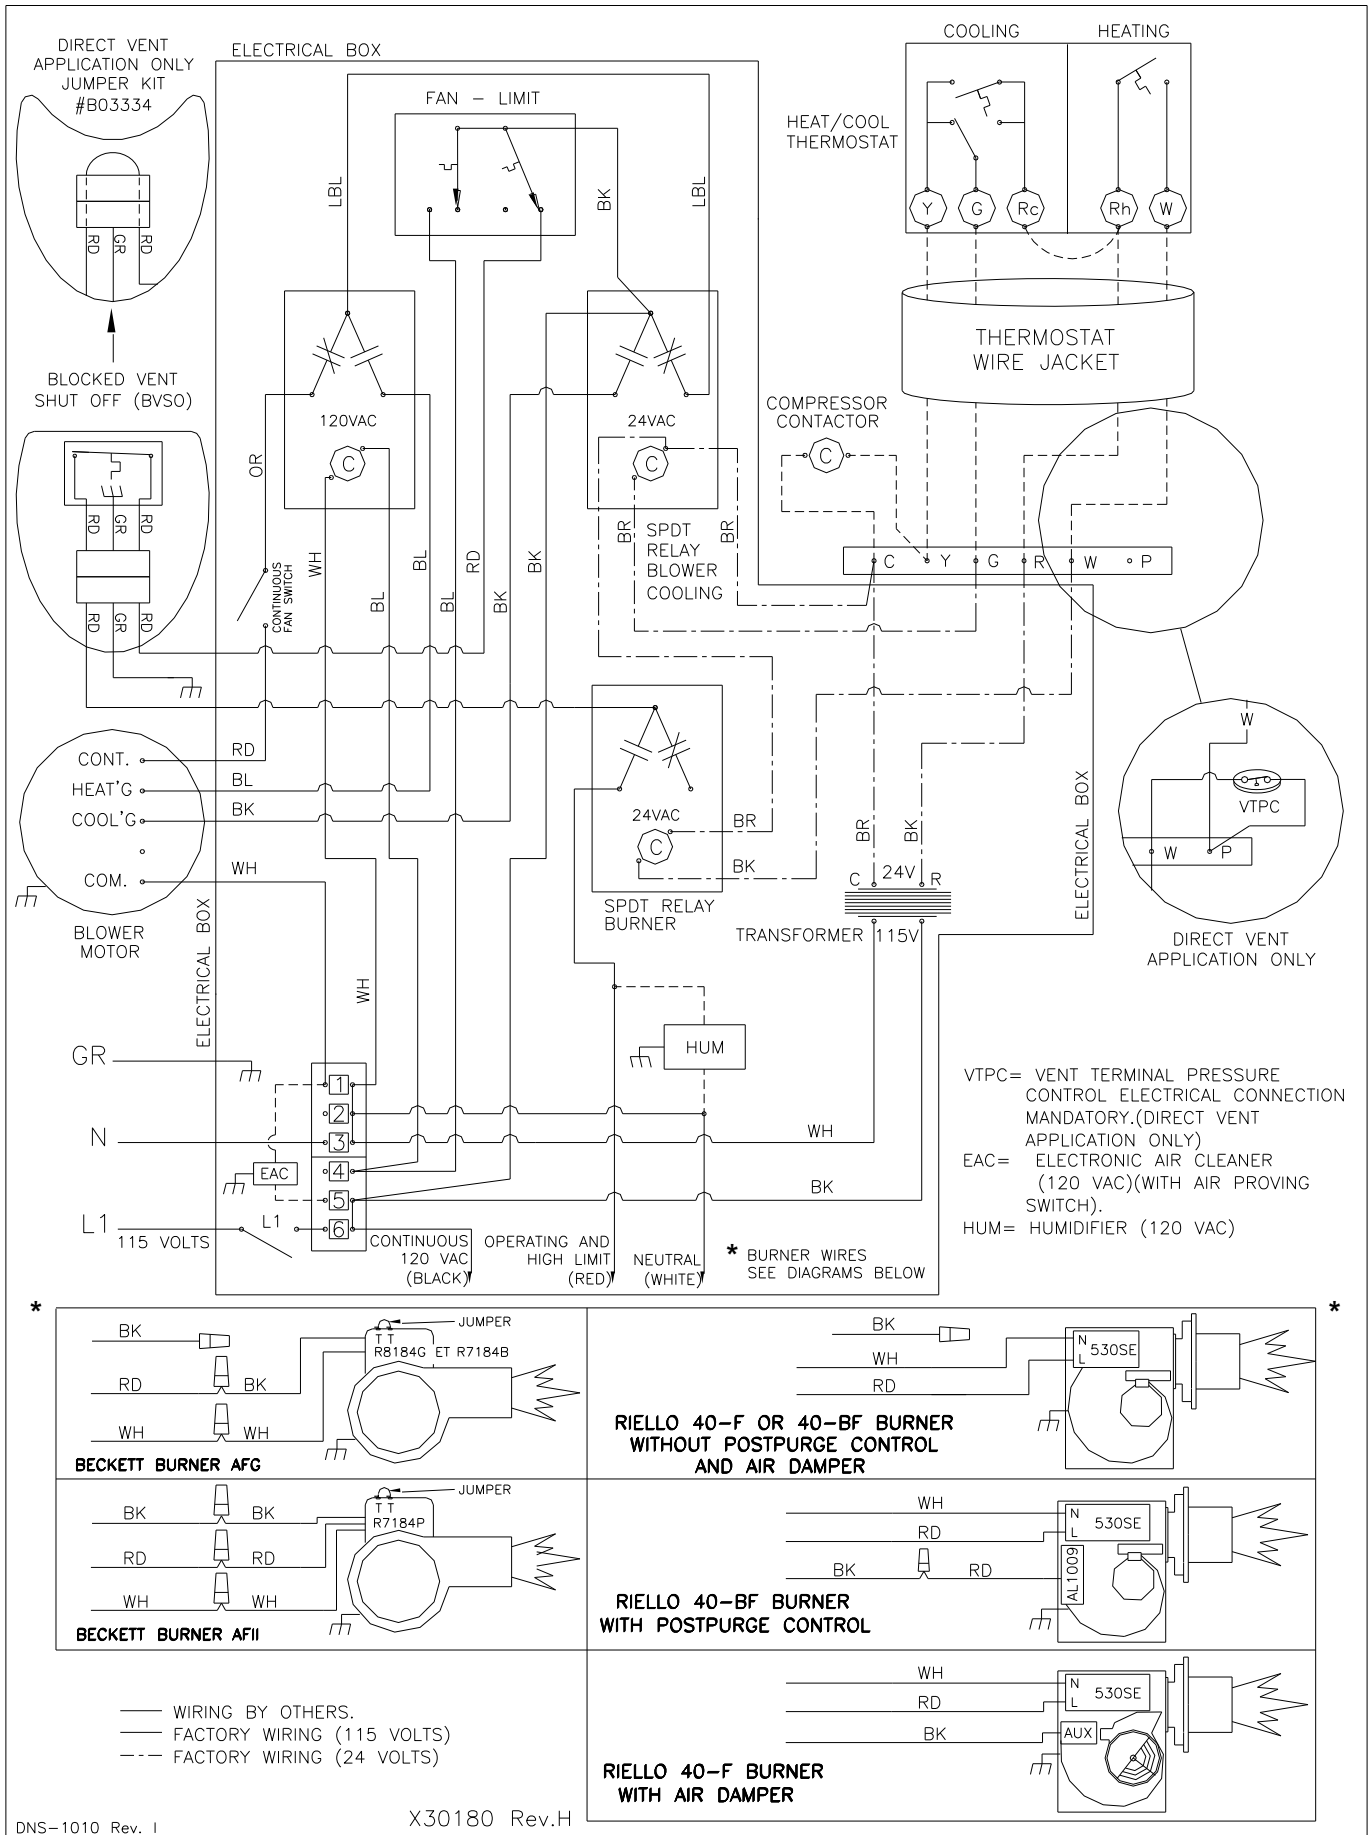 DIRECT VENT
APPLICATION ONLY
JUMPER KIT
#B03334
RD
GR
RD
BLOCKED VENT
SHUT OFF (BVSO)
RD
GR
RD
RD
GR
RD
ELECTRICAL BOX
FAN - LIMIT
LBL
BK
LBL
120VAC
C
24VAC
C
OR
CONTINUOUS
FAN SWITCH
WH
BL
BL
BL
RD
BK
BK
BR
BR
SPDT
RELAY
BLOWER
COOLING
COOLING
HEATING
HEAT/COOL
THERMOSTAT
Y
G
Rc
Rh
W
THERMOSTAT
WIRE JACKET
COMPRESSOR
CONTACTOR
C
C
Y
G
R
W
P
CONT.
HEAT'G
COOL'G
COM.
RD
BL
BK
WH
BLOWER
MOTOR
ELECTRICAL BOX
24VAC
C
BR
BK
SPDT RELAY
BURNER
BR
BK
C 24V R
TRANSFORMER 115V
ELECTRICAL BOX
W
VTPC
W
P
DIRECT VENT
APPLICATION ONLY
WH
HUM
GR
N
L1
115 VOLTS
L1
EAC
1
2
3
4
5
6
WH
BK
CONTINUOUS
120 VAC
(BLACK)
OPERATING AND
HIGH LIMIT
(RED)
NEUTRAL
(WHITE)
* BURNER WIRES
SEE DIAGRAMS BELOW
VTPC= VENT TERMINAL PRESSURE
CONTROL ELECTRICAL CONNECTION
MANDATORY.(DIRECT VENT
APPLICATION ONLY)
EAC= ELECTRONIC AIR CLEANER
(120 VAC)(WITH AIR PROVING
SWITCH).
HUM= HUMIDIFIER (120 VAC)
*
*
BK
RD
BK
WH
WH
JUMPER
T T
R8184G ET R7184B
BECKETT BURNER AFG
BK
WH
RD
N
L
530SE
RIELLO 40-F OR 40-BF BURNER
WITHOUT POSTPURGE CONTROL
AND AIR DAMPER
BK
BK
RD
RD
WH
WH
JUMPER
T T
R7184P
BECKETT BURNER AFII
WH
RD
BK
RD
N
L
530SE
AL1009
RIELLO 40-BF BURNER
WITH POSTPURGE CONTROL
WH
RD
BK
N
L
530SE
AUX
RIELLO 40-F BURNER
WITH AIR DAMPER
WIRING BY OTHERS.
FACTORY WIRING (115 VOLTS)
FACTORY WIRING (24 VOLTS)
X30180 Rev.H
DNS-1010 Rev. I